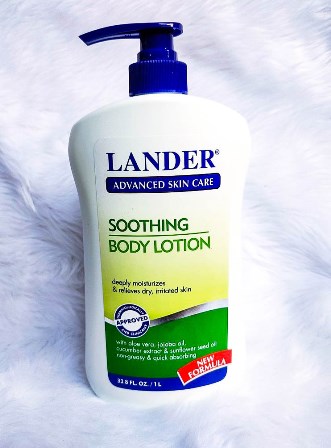 LANDER®
ADVANCED SKIN CARE
SOOTHING
BODY LOTION
deeply moisturizes
& relieves dry, irritated skin
APPROVED
with aloe vera, jojoba oil,
cucumber extract & sunflower seed oil
non-greasy & quick absorbing
NEW
FORMULA
33.8 FL. OZ. / 1 L